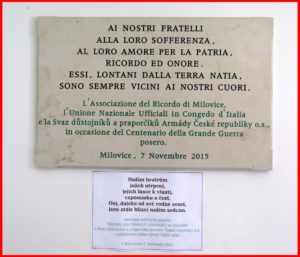 AI NOSTRI FRATELLI
ALLA LORO SOFFERENZA,
AL LORO AMORE PER LA PATRIA,
RICORDO ED ONORE.
ESSI, LONTANI DALLA TERRA NATIA,
SONO SEMPRE VICINI AI NOSTRI CUORI.
L'Associazione del Ricordo di Milovice,
l'Unione Nazionale Ufficiali in Congedo d'Italia
e la Svaz důstojníků a praporčíků Armády České republiky o.s.,
in occasione del Centenario della Grande Guerra
posero.
Milovice, 7 Novembre 2015
Našim bratrům
jejich utrpení,
jejich lásce k vlasti,
vzpomínka a čest.
Oni, daleko od své rodné země,
jsou stále blízcí našim srdcím.